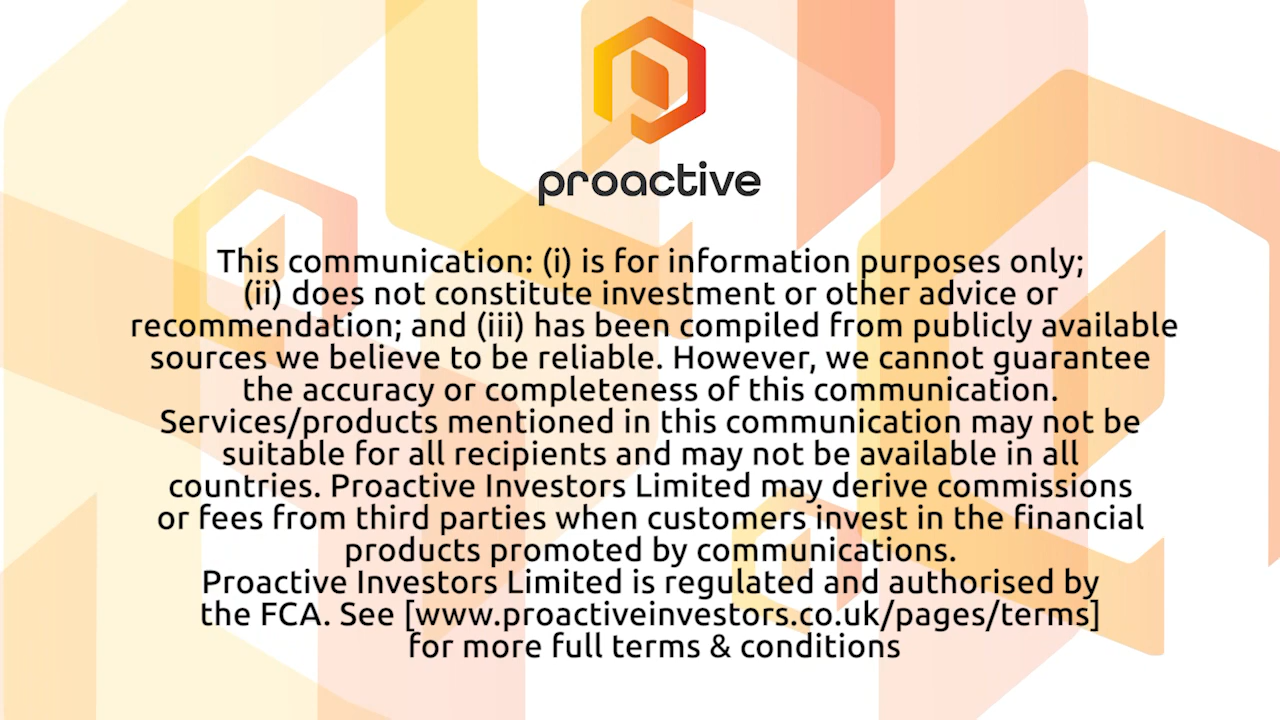 proactive
This communication: (i) is for information purposes only;
(ii) does not constitute investment or other advice or
recommendation; and (iii) has been compiled from publicly available
sources we believe to be reliable. However, we cannot guarantee
the accuracy or completeness of this communication.
Services/products mentioned in this communication may not be
suitable for all recipients and may not be available in all
countries. Proactive Investors Limited may derive commissions
or fees from third parties when customers invest in the financial
products promoted by communications.
Proactive Investors Limited is regulated and authorised by
the FCA. See [www.proactiveinvestors.co.uk/pages/terms]
for more full terms & conditions